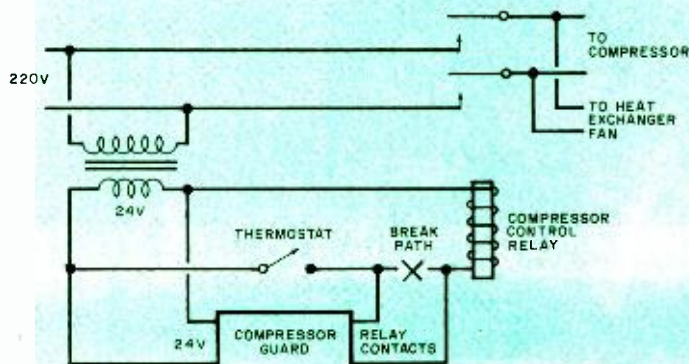 TO
COMPRESSOR
220V
TO HEAT
EXCHANGER
FAN
24V
THERMOSTAT
BREAK
PATH
COMPRESSOR
CONTROL
RELAY
24V
COMPRESSOR
GUARD
RELAY
CONTACTS